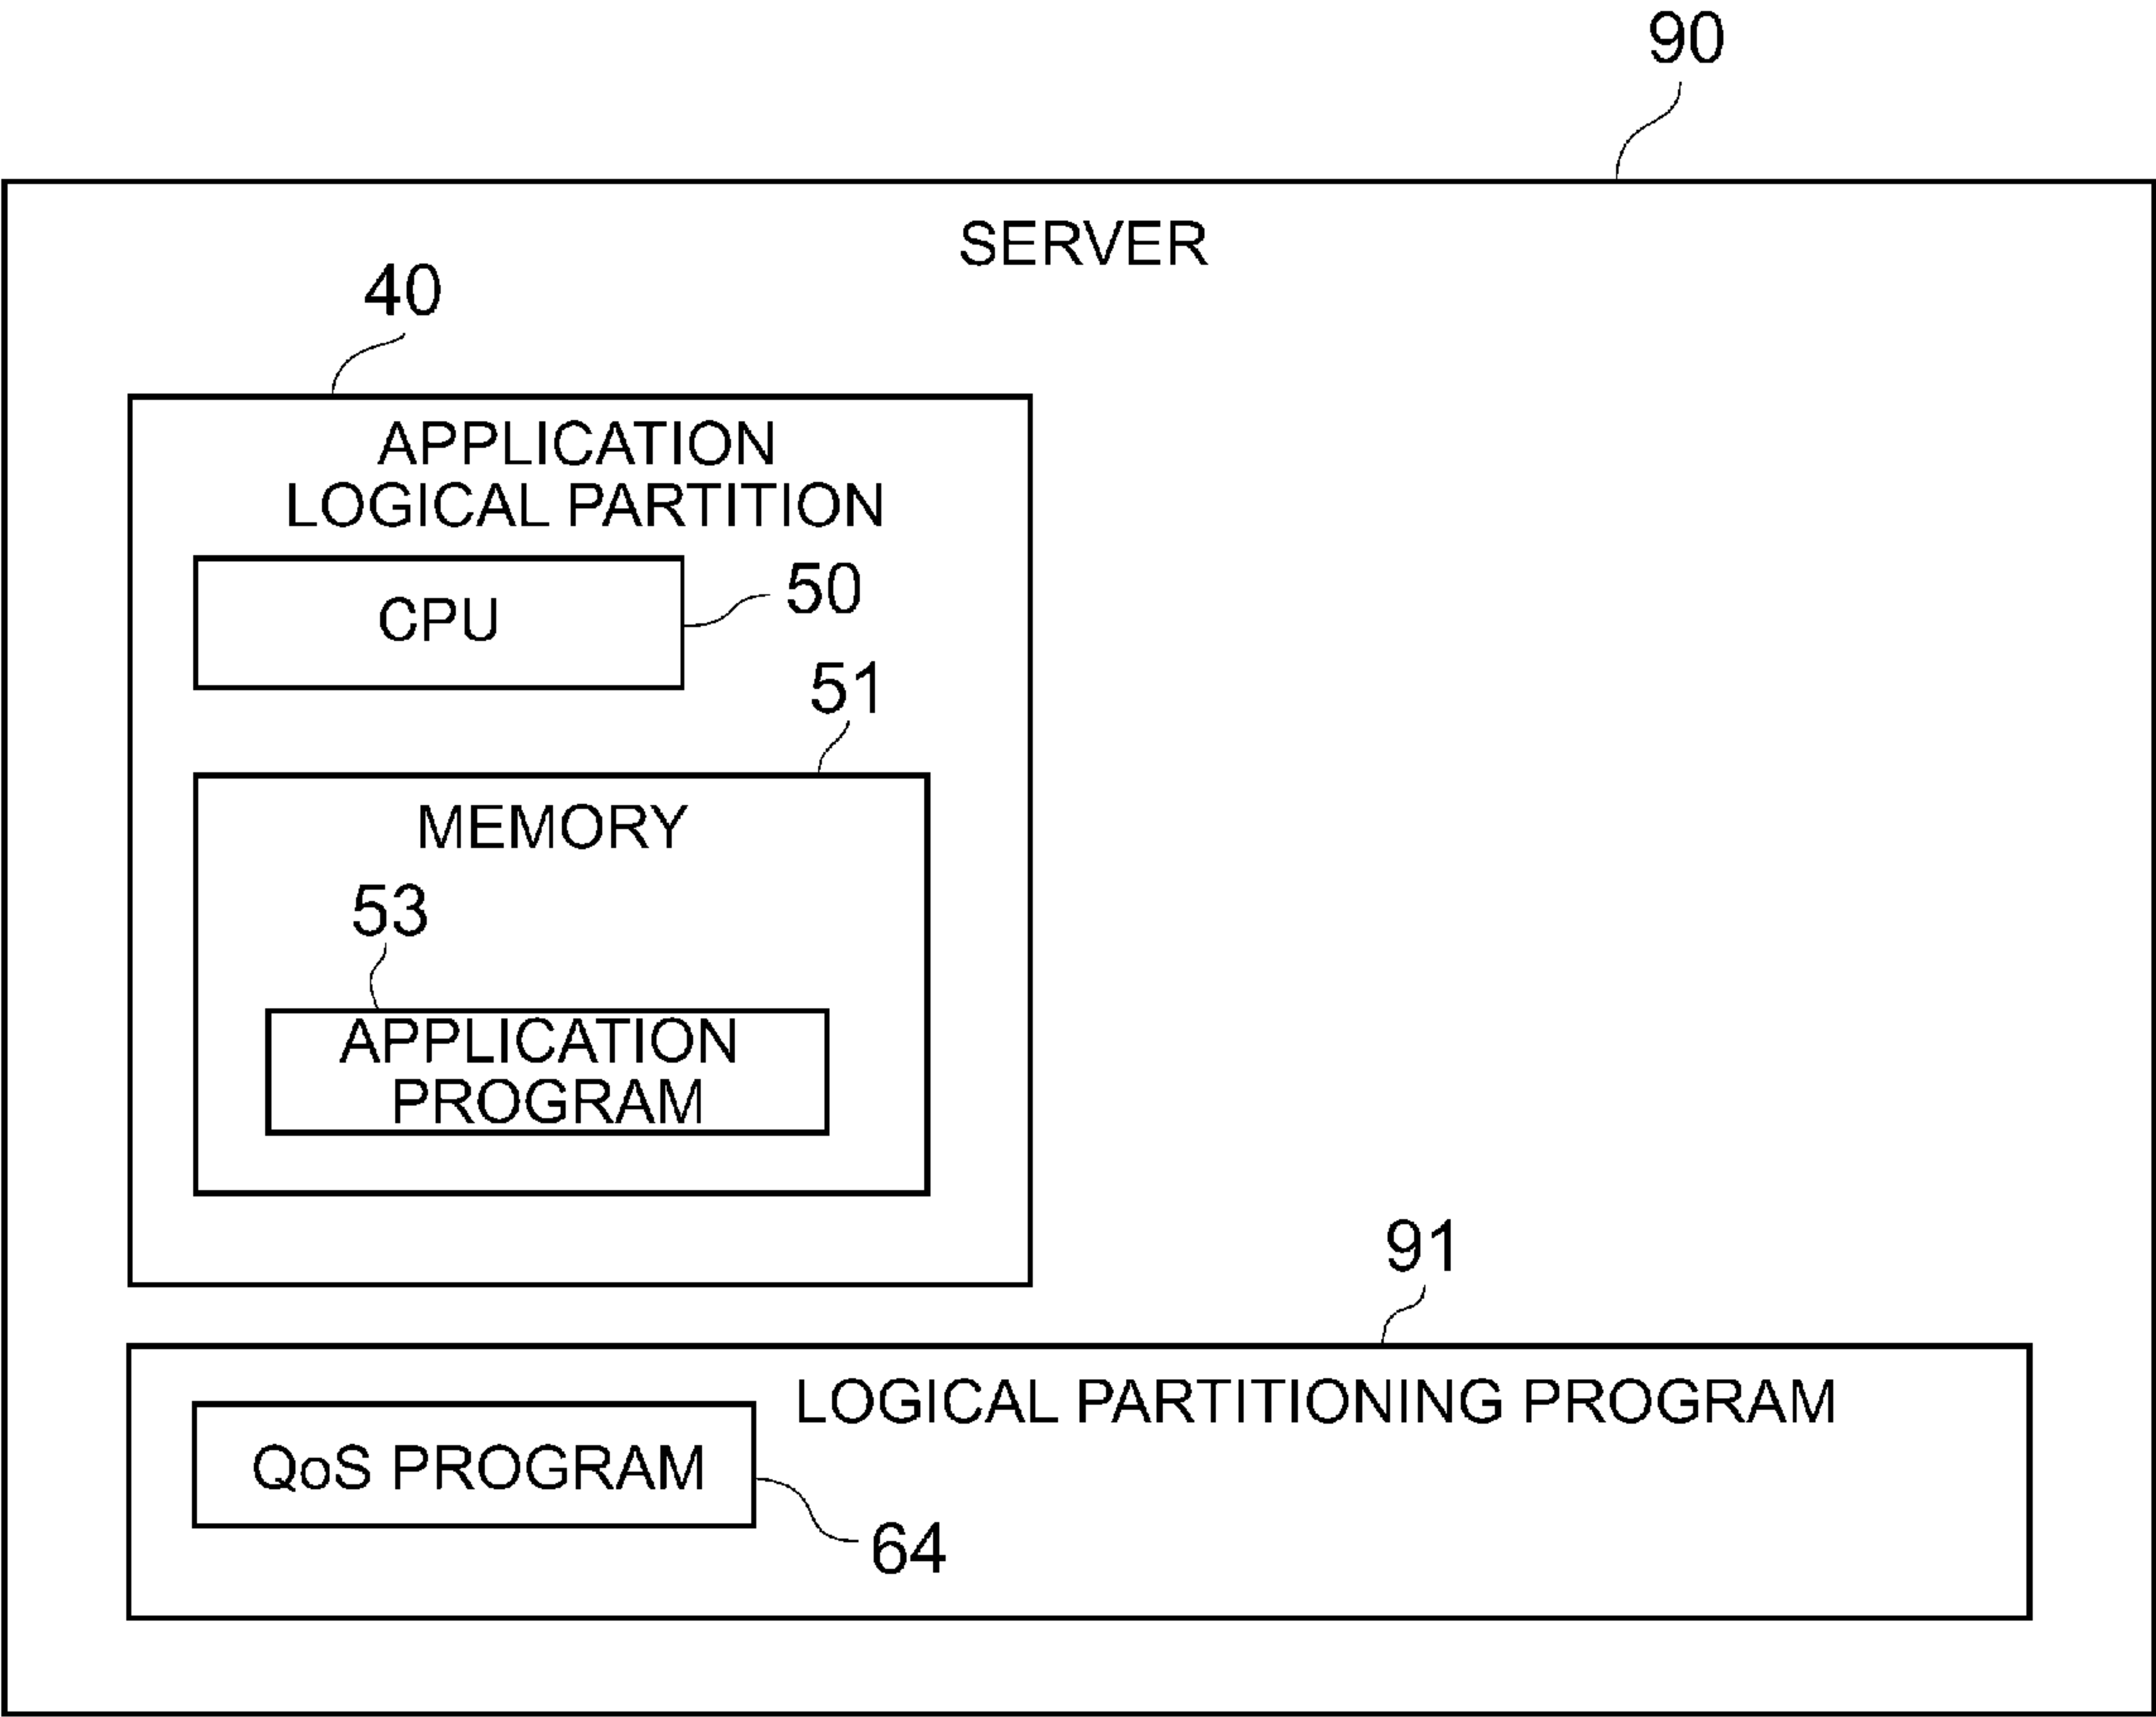 90
SERVER
40
APPLICATION
LOGICAL PARTITION
CPU
50
51
MEMORY
53
APPLICATION
PROGRAM
91
LOGICAL PARTITIONING PROGRAM
QoS PROGRAM
64